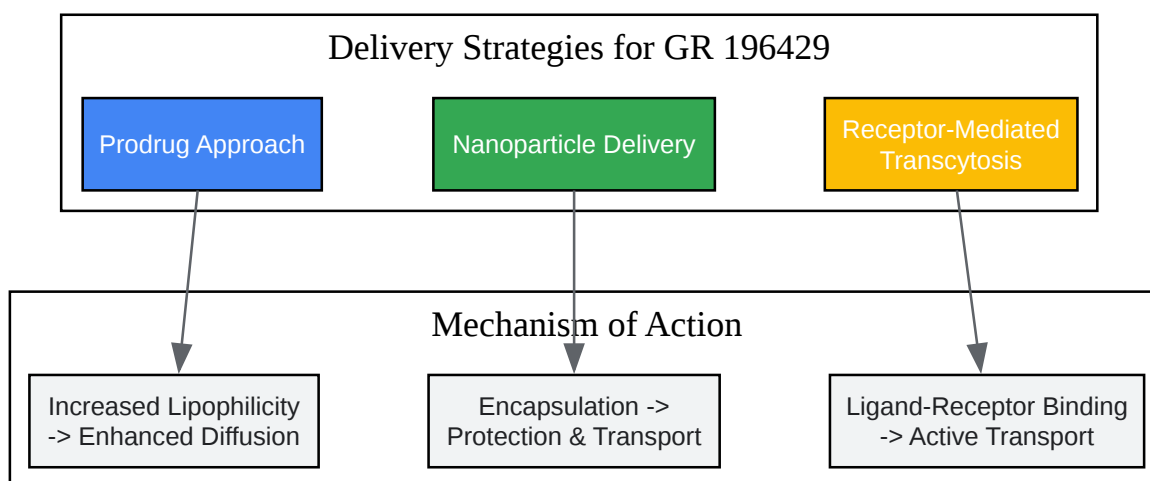 Delivery Strategies for GR 196429
Prodrug Approach
Nanoparticle Delivery
Receptor-Mediated
Transcytosis
Mechanism of Action
Increased Lipophilicity
-> Enhanced Diffusion
Encapsulation ->
Protection & Transport
Ligand-Receptor Binding
-> Active Transport